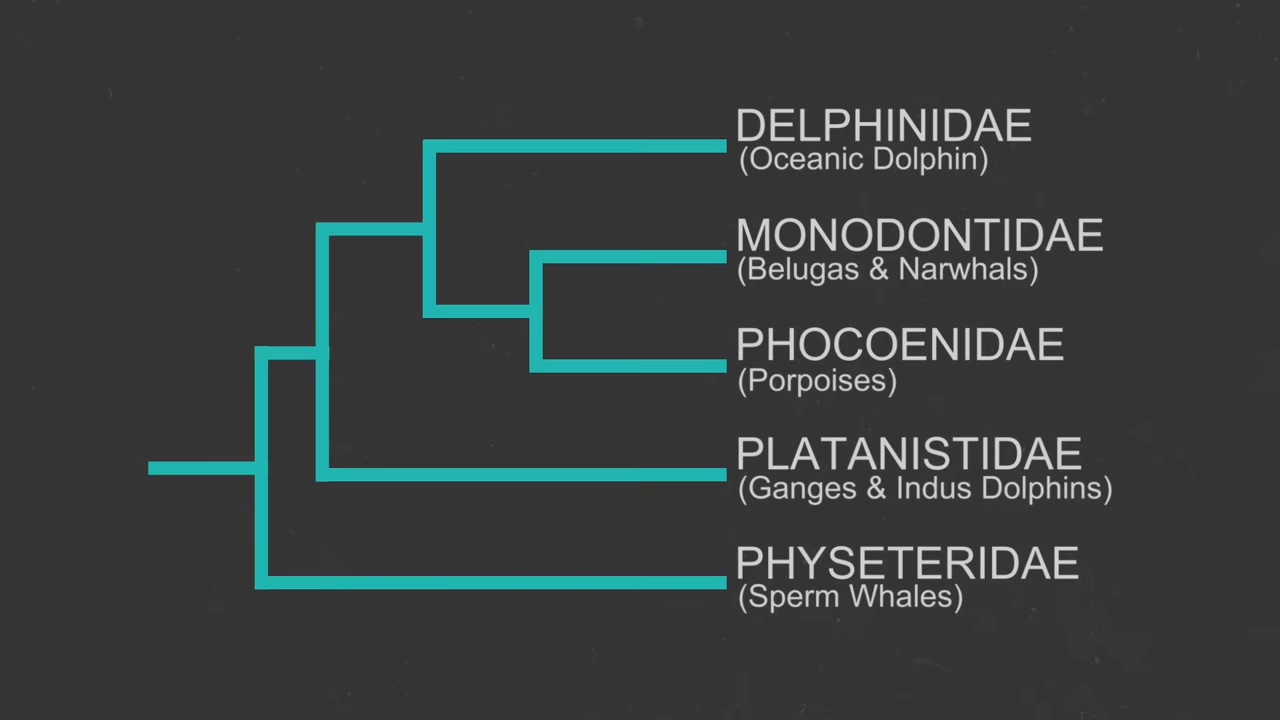 DELPHINIDAE
(Oceanic Dolphin)
MONODONTIDAE
(Belugas & Narwhals)
PHOCOENIDAE
(Porpoises)
PLATANISTIDAE
(Ganges & Indus Dolphins)
PHYSETERIDAE
(Sperm Whales)